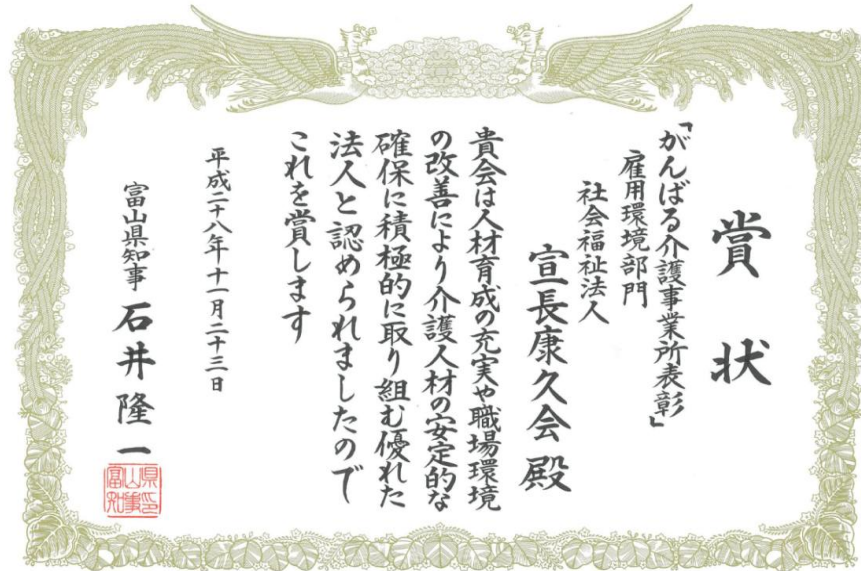 賞状
「がんばる介護事業所表彰」
雇用環境部門
社会福祉法人
宣長康久会殿
貴会は人材育成の充実や職場環境
の改善により介護人材の安定的な
確保に積極的に取り組む優れた
法人と認められましたので
これを賞します
平成二十八年十一月二十三日
富山県知事 石井隆一
富山県知事印